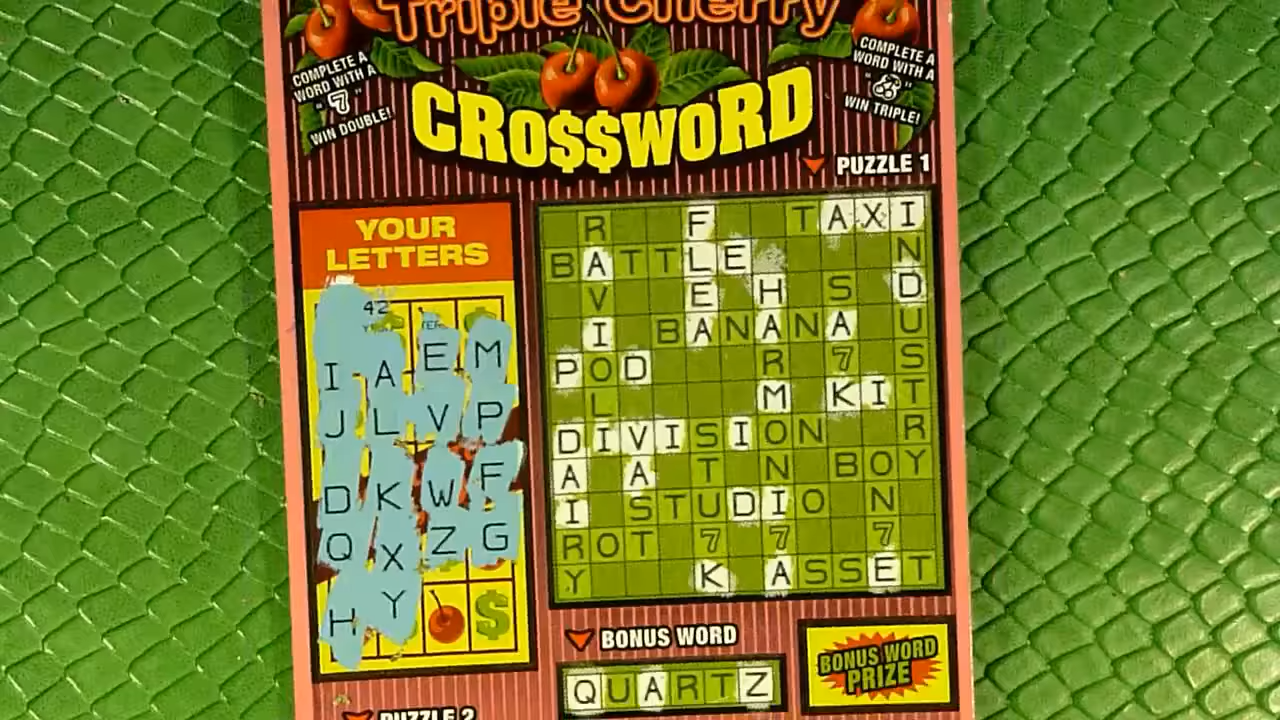 Triple Cherry
COMPLETE A
WORD WITH A
"7"
WIN DOUBLE!
COMPLETE A
WORD WITH A
WIN TRIPLE!
CRO$$WORD
PUZZLE 1
YOUR
LETTERS
42
I A E M
J L V P
D K W F
Q X Z G
H Y $
R F TAXI
BATTLE N
V E H S D
I BANANA U
POD R 7 S
L M KI T
DIVISION R
A A T N BOY
I STUDIO N
ROT 7 7 7
Y K ASSET
BONUS WORD
QUARTZ
BONUS WORD
PRIZE
PUZZLE 2